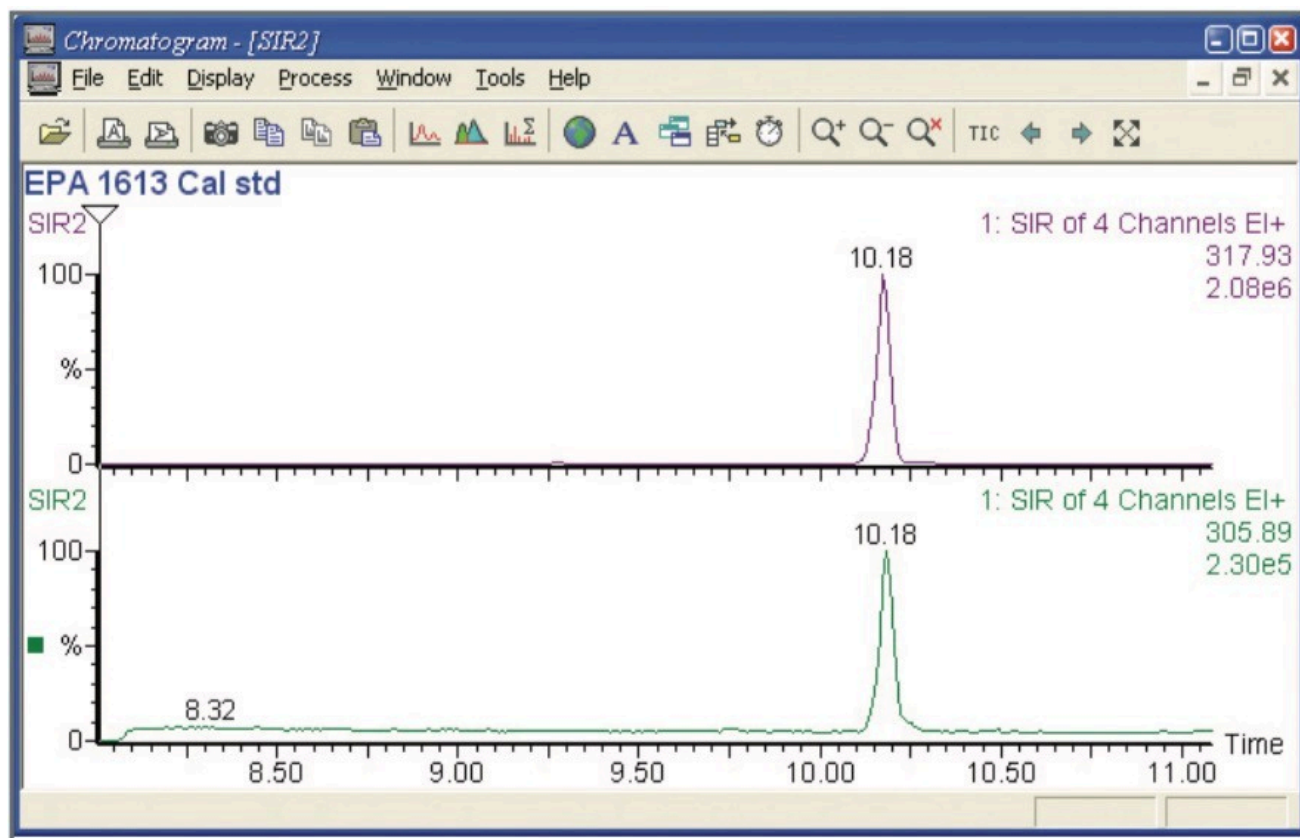 Chromatogram - [SIR2]
File Edit Display Process Window Tools Help
A A A TIC
EPA 1613 Cal std
SIR2
1: SIR of 4 Channels EI+
317.93
2.08e6
10.18
100
%
0
SIR2
1: SIR of 4 Channels EI+
305.89
2.30e5
10.18
100
%
8.32
0
Time
8.50 9.00 9.50 10.00 10.50 11.00